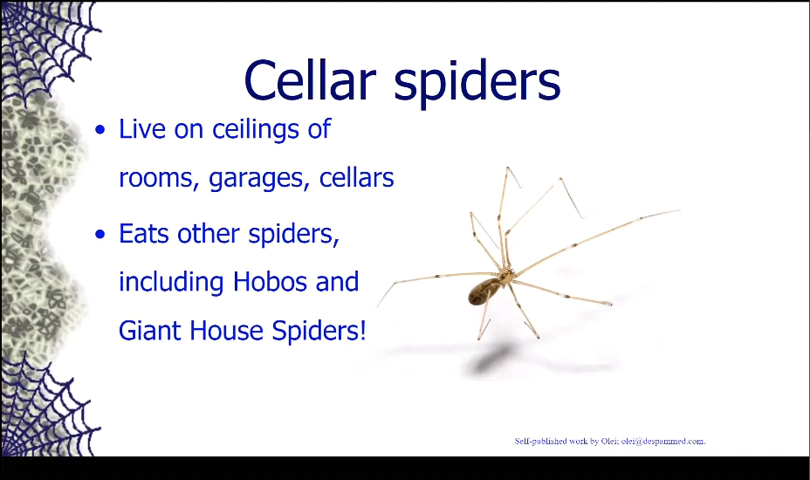 Cellar spiders
• Live on ceilings of
rooms, garages, cellars
• Eats other spiders,
including Hobos and
Giant House Spiders!
Self-published work by Olei; olei@despammed.com.